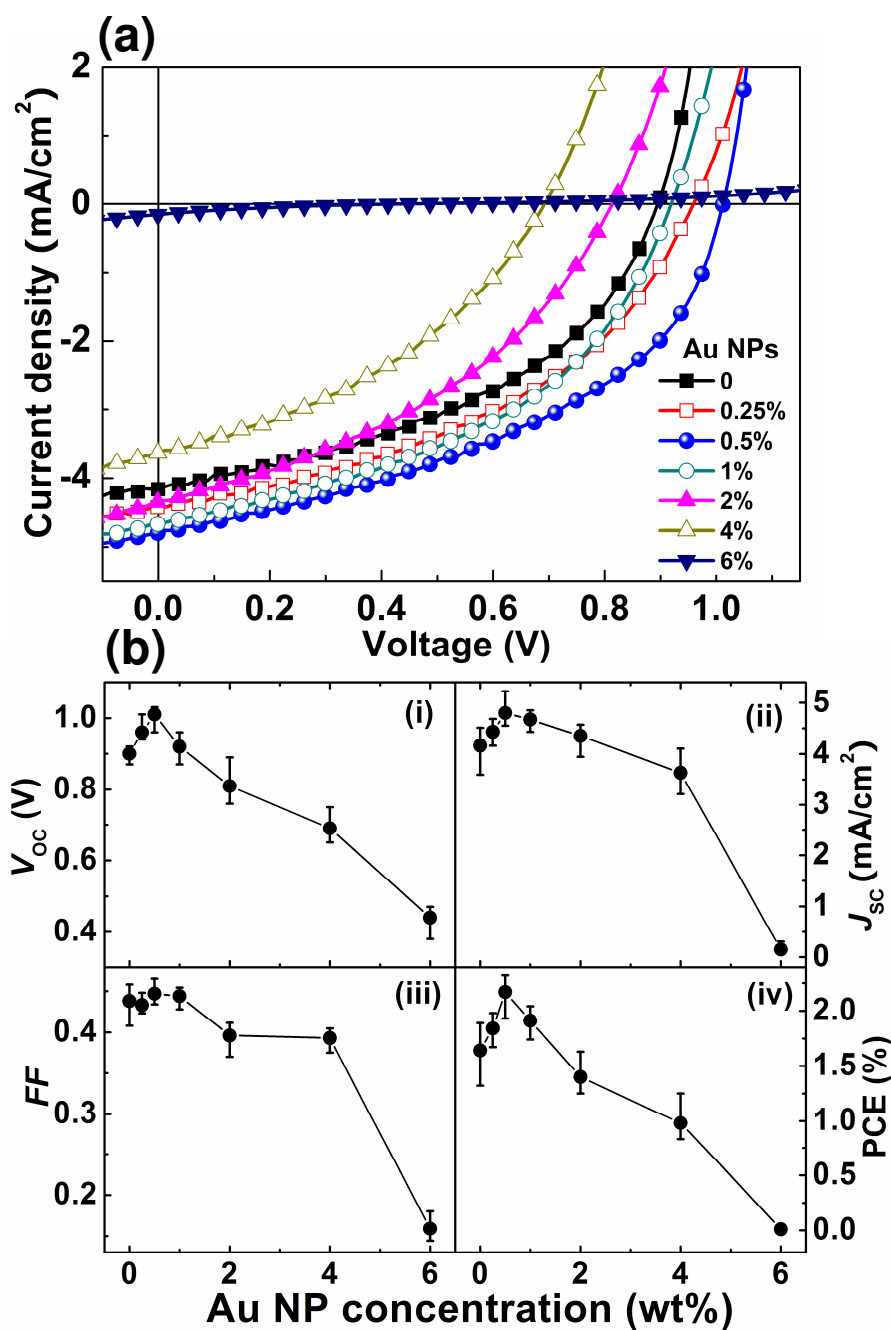 (a)
2
0
-2
-4
Current density (mA/cm²)
0.0 0.2 0.4 0.6 0.8 1.0
Voltage (V)
Au NPs
0
0.25%
0.5%
1%
2%
4%
6%
(b)
(i)
1.0
0.8
0.6
0.4
V_OC (V)
(ii)
5
4
3
2
1
0
J_SC (mA/cm²)
(iii)
0.4
0.3
0.2
FF
(iv)
2.0
1.5
1.0
0.5
0.0
PCE (%)
0 2 4 6 0 2 4 6
Au NP concentration (wt%)